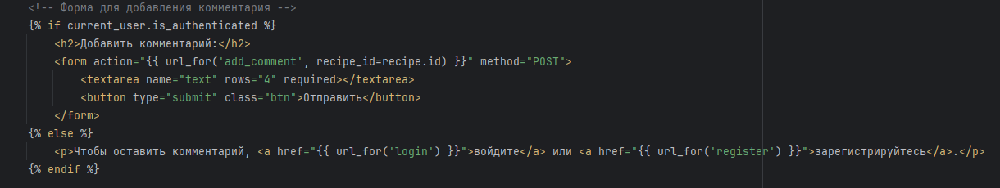 <!-- Форма для добавления комментария -->
{% if current_user.is_authenticated %}
<h2>Добавить комментарий:</h2>
<form action="{{ url_for('add_comment', recipe_id=recipe.id) }}" method="POST">
<textarea name="text" rows="4" required></textarea>
<button type="submit" class="btn">Отправить</button>
</form>
{% else %}
<p>Чтобы оставить комментарий, <a href="{{ url_for('login') }}">войдите</a> или <a href="{{ url_for('register') }}">зарегистрируйтесь</a>.</p>
{% endif %}